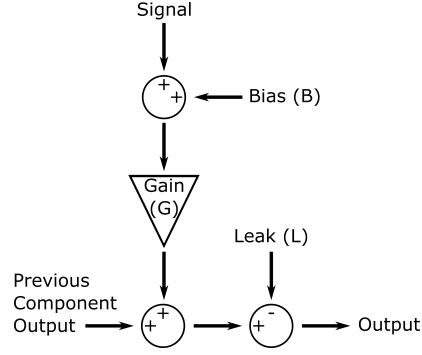 Signal
+
+
Bias (B)
Gain
(G)
Leak (L)
Previous
Component
Output
+
+
-
+
Output